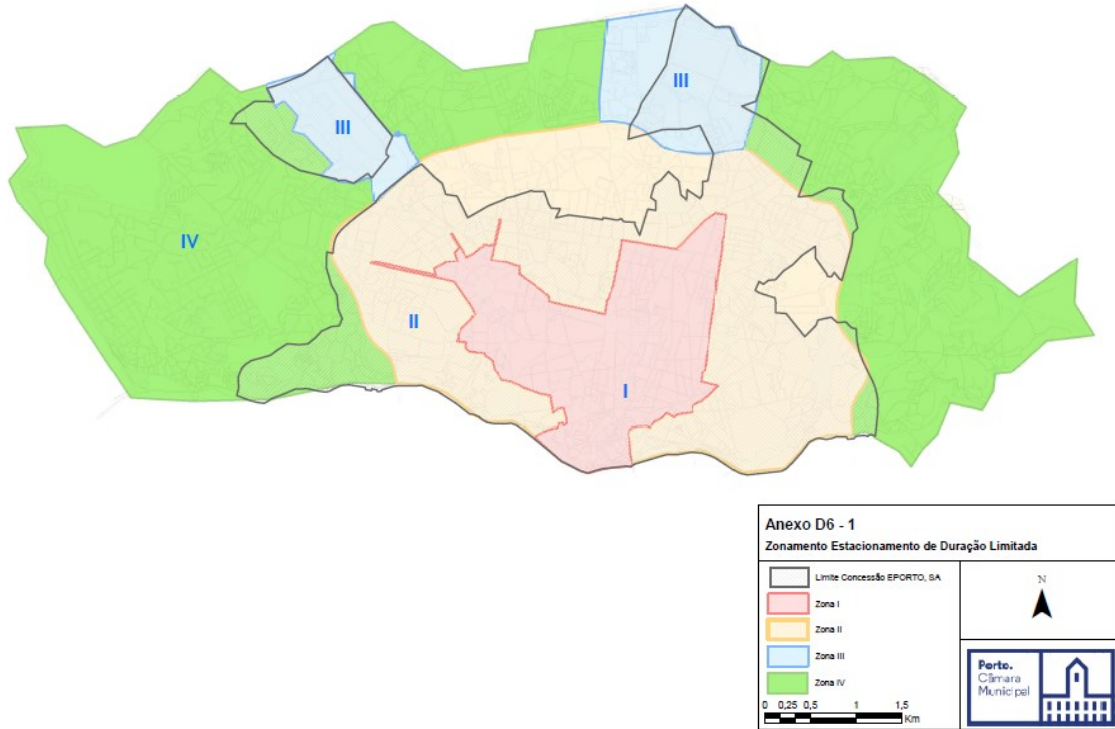 III
III
IV
II
I
Anexo D6 - 1
Zonamento Estacionamento de Duração Limitada
Limite Concessão EPORTO, SA
Zona I
Zona II
Zona III
Zona IV
0 0,25 0,5 1 1,5
Km
N
Porto.
Câmara
Municipal